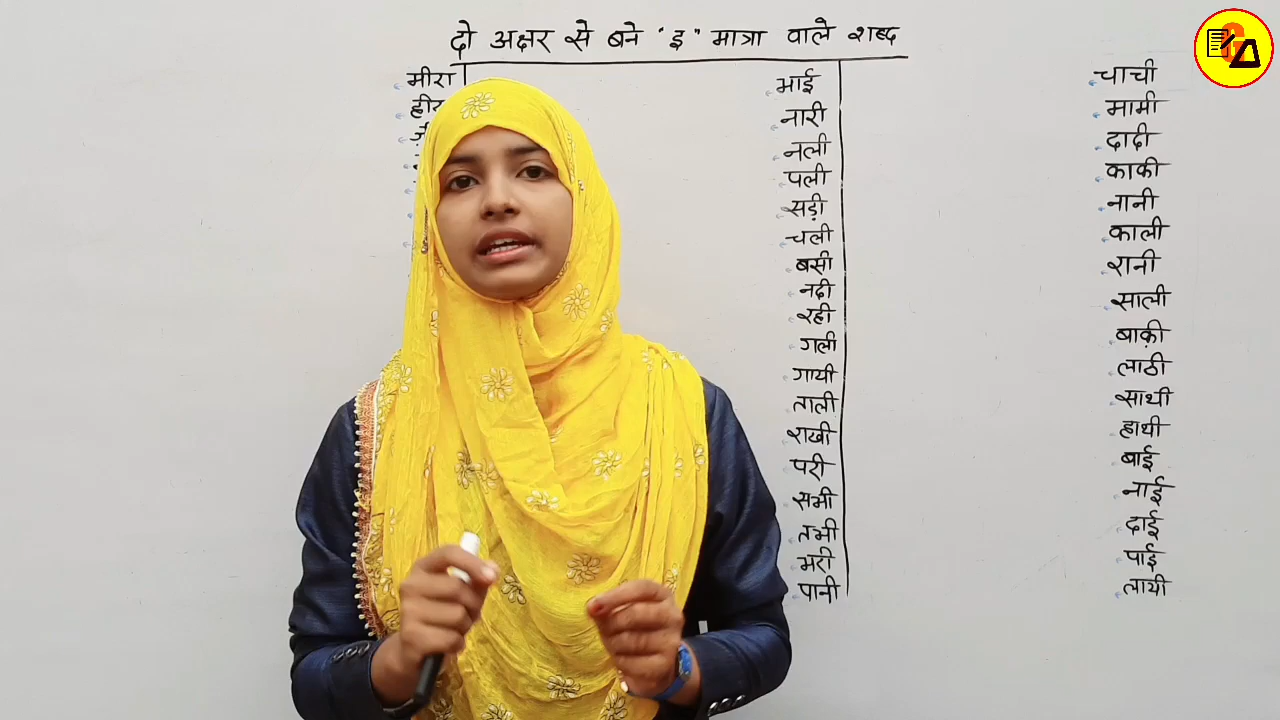 दो अक्षर से बने "इ" मात्रा वाले शब्द
मीरा
भाई
नारी
नली
पली
सड़ी
चली
बसी
नदी
रही
गली
गायी
ताली
राखी
परी
सभी
तभी
भरी
पानी
चाची
मामी
दादी
काकी
नानी
काली
रानी
साली
बाक़ी
लाठी
साथी
हाथी
बाई
नाई
दाई
पाई
लायी